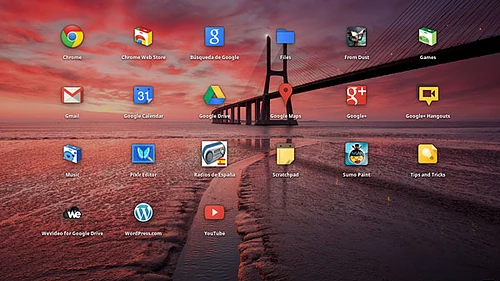 Chrome
Chrome Web Store
Búsqueda de Google
Files
From Dust
Games
Gmail
31
Google Calendar
Google Drive
Google Maps
Google+
Google+ Hangouts
Music
Pixlr Editor
Radios de España
Scratchpad
Sumo Paint
Tips and Tricks
We
WeVideo for Google Drive
WordPress.com
YouTube